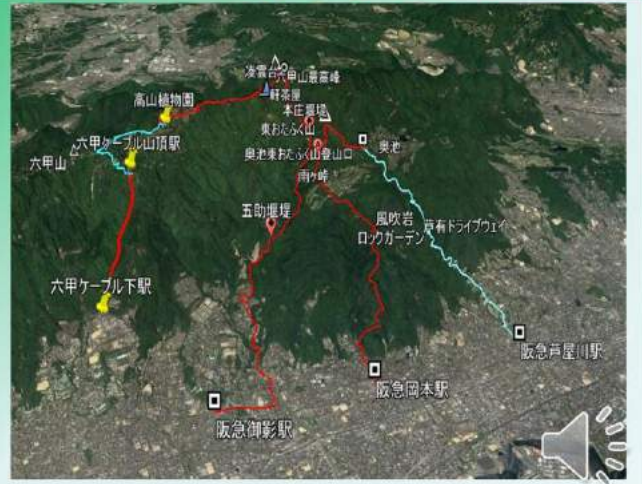 凌雲台
六甲山最高峰
一軒茶屋
高山植物園
本庄堰堤
東おたふく山
六甲ケーブル山頂駅
奥池
六甲山
奥池東おたふく山登山口
雨ヶ峠
五助堰堤
風吹岩
ロックガーデン
芦有ドライブウェイ
六甲ケーブル下駅
阪急芦屋川駅
阪急岡本駅
阪急御影駅